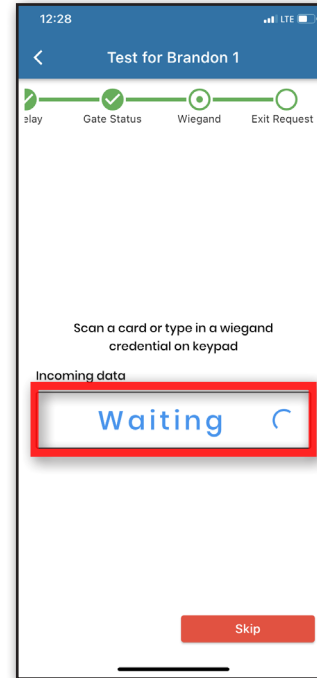 12:28
LTE
Test for Brandon 1
elay
Gate Status
Wiegand
Exit Request
Scan a card or type in a wiegand
credential on keypad
Incoming data
Waiting
Skip